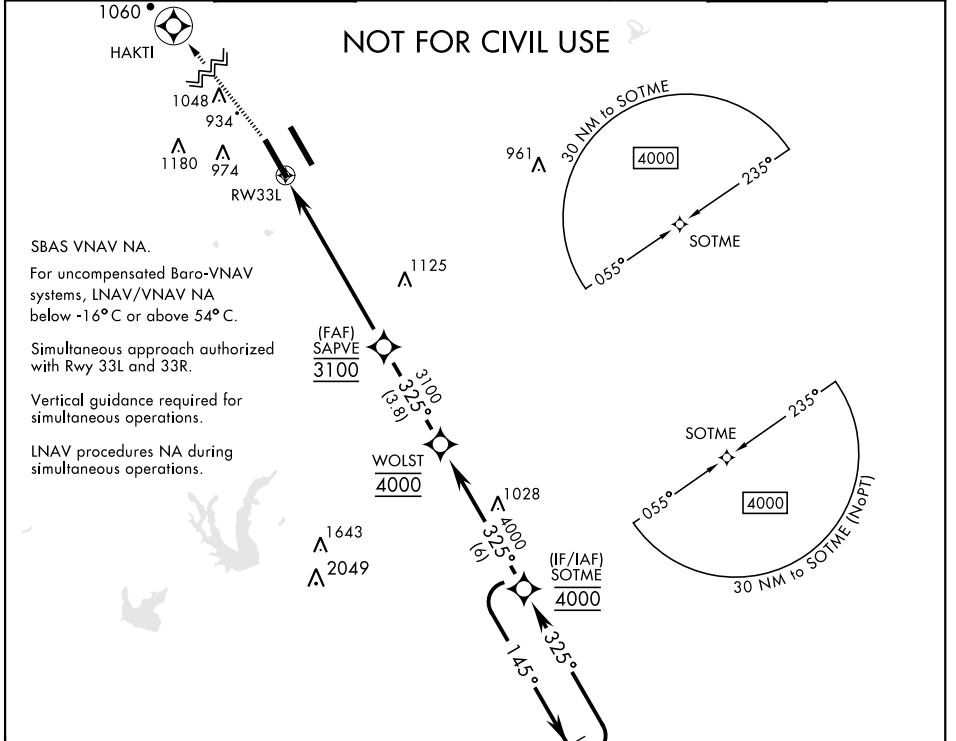 NOT FOR CIVIL USE
1060
HAKTI
1048
934
1180
974
RW33L
961
30 NM to SOTME
4000
235°
SOTME
055°
SBAS VNAV NA.
For uncompensated Baro-VNAV
systems, LNAV/VNAV NA
below -16°C or above 54°C.
Simultaneous approach authorized
with Rwy 33L and 33R.
Vertical guidance required for
simultaneous operations.
LNAV procedures NA during
simultaneous operations.
1125
(FAF)
SAPVE
3100
3100
325°
(3.8)
WOLST
4000
1028
4000
325°
(6)
(IF/IAF)
SOTME
4000
1643
2049
145°
325°
235°
SOTME
055°
4000
30 NM to SOTME (NoPT)